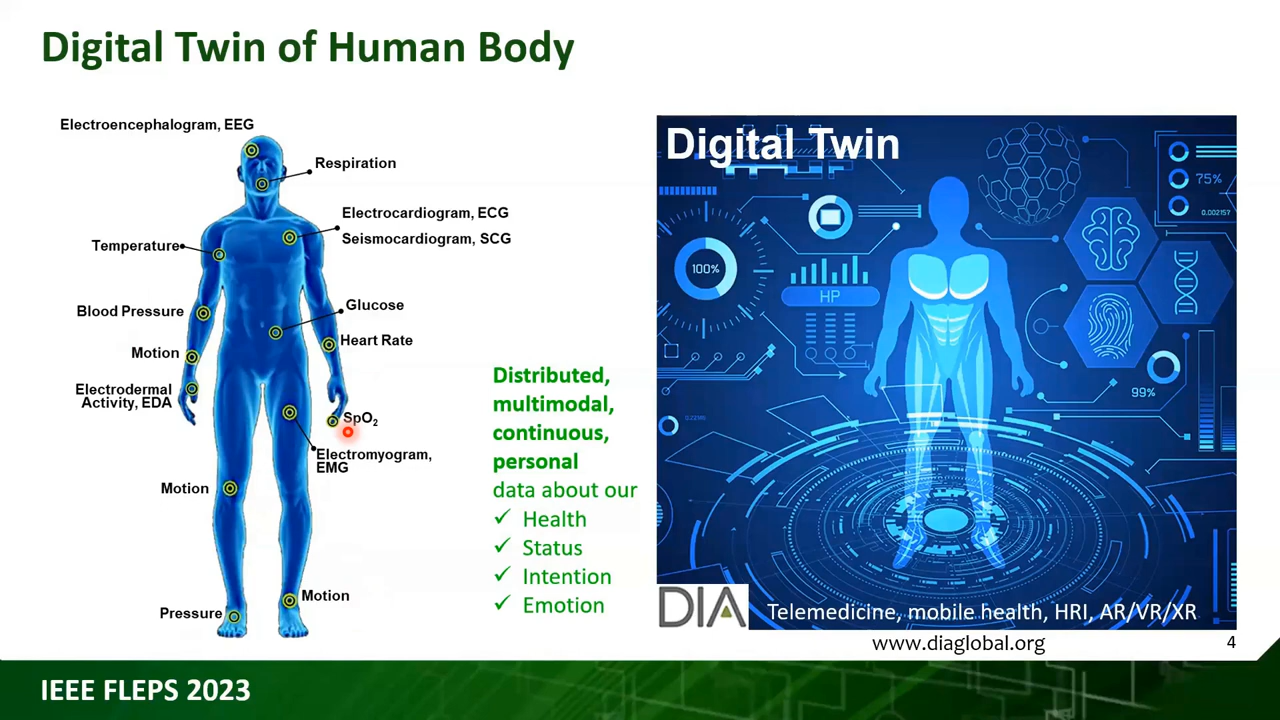 Digital Twin of Human Body
Electroencephalogram, EEG
Respiration
Electrocardiogram, ECG
Seismocardiogram, SCG
Temperature
Blood Pressure
Glucose
Motion
Heart Rate
Electrodermal
Activity, EDA
SpO₂
Electromyogram,
EMG
Motion
Motion
Pressure
Distributed,
multimodal,
continuous,
personal
data about our
✓ Health
✓ Status
✓ Intention
✓ Emotion
Digital Twin
75%
0.002157
100%
HP
99%
DIA
Telemedicine, mobile health, HRI, AR/VR/XR
www.diaglobal.org
4
IEEE FLEPS 2023